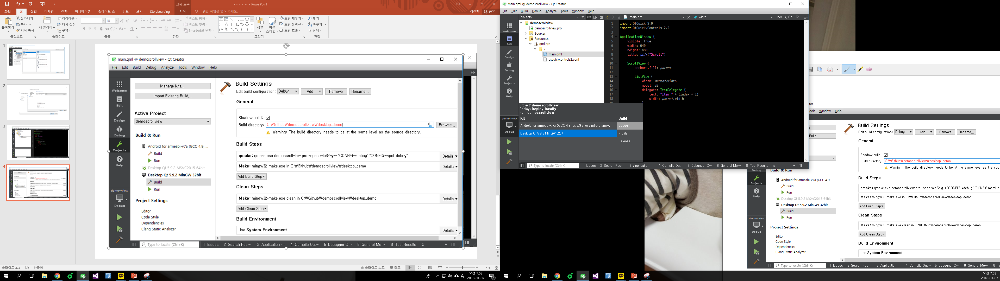 그림 도구
ㅇㄹㄴㅇㄹ - PowerPoint
파일 홈 삽입 디자인 전환 애니메이션 슬라이드 쇼 검토 보기 Storyboarding 서식 수행할 작업을 알려 주세요. 김진환 공유
붙여넣기
잘라내기
복사
서식 복사
클립보드
새 슬라이드
레이아웃
다시 설정
구역
슬라이드
18
글꼴
텍스트 방향
텍스트 맞춤
SmartArt로 변환
단락
정렬
빠른 스타일
도형 채우기
도형 윤곽선
도형 효과
그리기
찾기
바꾸기
선택
편집
1
2
3
4
main.qml @ demoscrollview - Qt Creator
File Edit Build Debug Analyze Tools Window Help
Welcome
Edit
Design
Debug
Projects
Help
demo···view
Debug
Manage Kits...
Import Existing Build...
Active Project
demoscrollview
Build & Run
Android for armeabi-v7a (GCC 4.9, ...
Build
Run
Desktop Qt 5.9.2 MSVC2015 64bit
Desktop Qt 5.9.2 MinGW 32bit
Build
Run
Project Settings
Editor
Code Style
Dependencies
Clang Static Analyzer
Build Settings
Edit build configuration: Debug Add Remove Rename...
General
Shadow build:
Build directory: C:₩Github₩demoscrollview₩desktop_demo Browse...
Warning: The build directory needs to be at the same level as the source directory.
Build Steps
qmake: qmake.exe demoscrollview.pro -spec win32-g++ "CONFIG+=debug" "CONFIG+=qml_debug" Details
Make: mingw32-make.exe in C:₩Github₩demoscrollview₩desktop_demo Details
Add Build Step
Clean Steps
Make: mingw32-make.exe clean in C:₩Github₩demoscrollview₩desktop_demo Details
Add Clean Step
Build Environment
Use System Environment Details
Type to locate (Ctrl+K) 1 Issues 2 Search Res··· 3 Application ··· 4 Compile Out··· 5 Debugger C··· 6 General Me··· 8 Test Results
슬라이드 4/4 한국어 슬라이드 노트 메모 115 %
A 오전 7:53
2018-01-07
2
main.qml @ demoscrollview - Qt Creator
File Edit Build Debug Analyze Tools Window Help
Projects main.qml width Line: 14, Col: 32
Welcome
Edit
Design
Debug
Projects
Help
demo···view
Debug
demoscrollview
demoscrollview.pro
Sources
Resources
qml.qrc
/
main.qml
qtquickcontrols2.conf
1 import QtQuick 2.9
2 import QtQuick.Controls 2.2
3
4 ApplicationWindow {
5 visible: true
6 width: 640
7 height: 480
8 title: qsTr("Scroll")
9
10 ScrollView {
11 anchors.fill: parent
12
13 ListView {
14 width: parent.width
15 model: 20
16 delegate: ItemDelegate {
17 text: "Item " + (index + 1)
18 width: parent.width
Project: demoscrollview
Deploy: Deploy locally
Run: demoscrollview
Kit Build
Android for armeabi-v7a (GCC 4.9, Qt 5.9.2 for Android armv7) Debug
Desktop Qt 5.9.2 MinGW 32bit Profile
Release
Type to locate (Ctrl+K) 1 Issues 2 Search Res··· 3 Application ··· 4 Compile Out··· 5 Debugger C··· 6 General Me··· 8 Test Results
Window Help
Build Settings
Edit build configuration: Debug Add Remove Rename...
General
Shadow build:
Build directory: C:₩Github₩demoscrollview₩desktop_demo
Warning: The build directory needs to be at the same level as the
Build Steps
qmake: qmake.exe demoscrollview.pro -spec win32-g++ "CONFIG+=debug"
Make: mingw32-make.exe in C:₩Github₩demoscrollview₩desktop_demo
Add Build Step
Clean Steps
Make: mingw32-make.exe clean in C:₩Github₩demoscrollview₩desktop_demo
Add Clean Step
Build Environment
Use System Environment
Debug
Projects
Help
demo···view
Debug
Build & Run
Android for armeabi-v7a (GCC 4.9, ...
Build
Run
Desktop Qt 5.9.2 MSVC2015 64bit
Desktop Qt 5.9.2 MinGW 32bit
Build
Run
Project Settings
Editor
Code Style
Dependencies
Clang Static Analyzer
Type to locate (Ctrl+K) 1 Issues 2 Search Res··· 3 Application ··· 4 Compile Out··· 5 Debugger C··· 6 General Me···
오전 7:53
2018-01-07